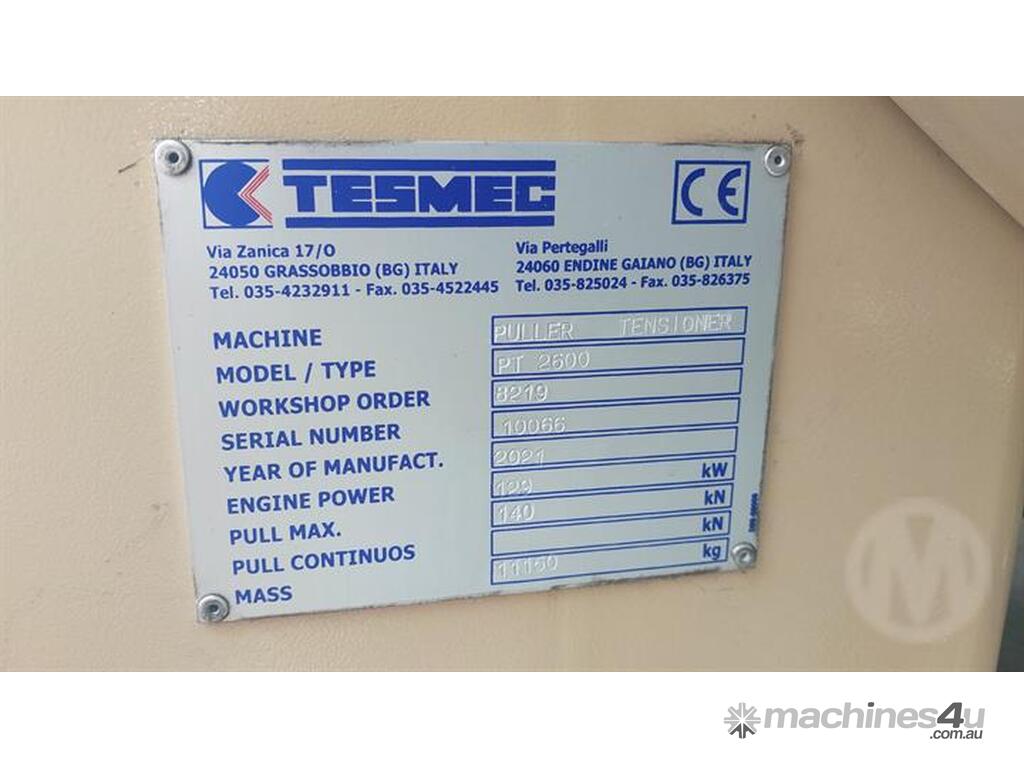 TESMEC
CE
Via Zanica 17/O
24050 GRASSOBBIO (BG) ITALY
Tel. 035-4232911 - Fax. 035-4522445
Via Pertegalli
24060 ENDINE GAIANO (BG) ITALY
Tel. 035-825024 - Fax. 035-826375
MACHINE PULLER TENSIONER
MODEL / TYPE PT 2600
WORKSHOP ORDER 8219
SERIAL NUMBER 10066
YEAR OF MANUFACT. 2021
ENGINE POWER 129 kW
PULL MAX. 140 kN
PULL CONTINUOS kN
MASS 11150 kg
M
machines4u
.com.au